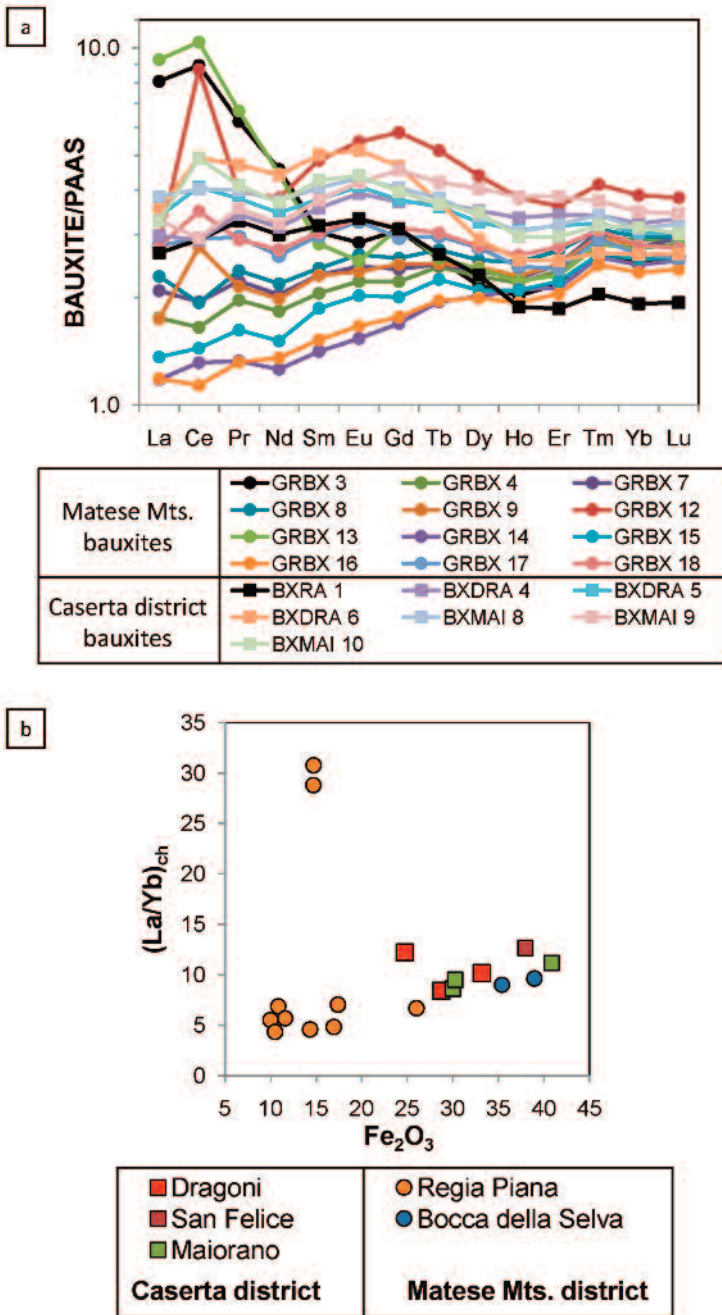 a
10.0
BAUXITE/PAAS
1.0
La Ce Pr Nd Sm Eu Gd Tb Dy Ho Er Tm Yb Lu
Matese Mts.
bauxites
GRBX 3 GRBX 4 GRBX 7
GRBX 8 GRBX 9 GRBX 12
GRBX 13 GRBX 14 GRBX 15
GRBX 16 GRBX 17 GRBX 18
Caserta district
bauxites
BXRA 1 BXDRA 4 BXDRA 5
BXDRA 6 BXMAI 8 BXMAI 9
BXMAI 10
b
35
30
25
20
15
10
5
0
(La/Yb)ch
5 10 15 20 25 30 35 40 45
Fe₂O₃
Dragoni
San Felice
Maiorano
Caserta district
Regia Piana
Bocca della Selva
Matese Mts. district